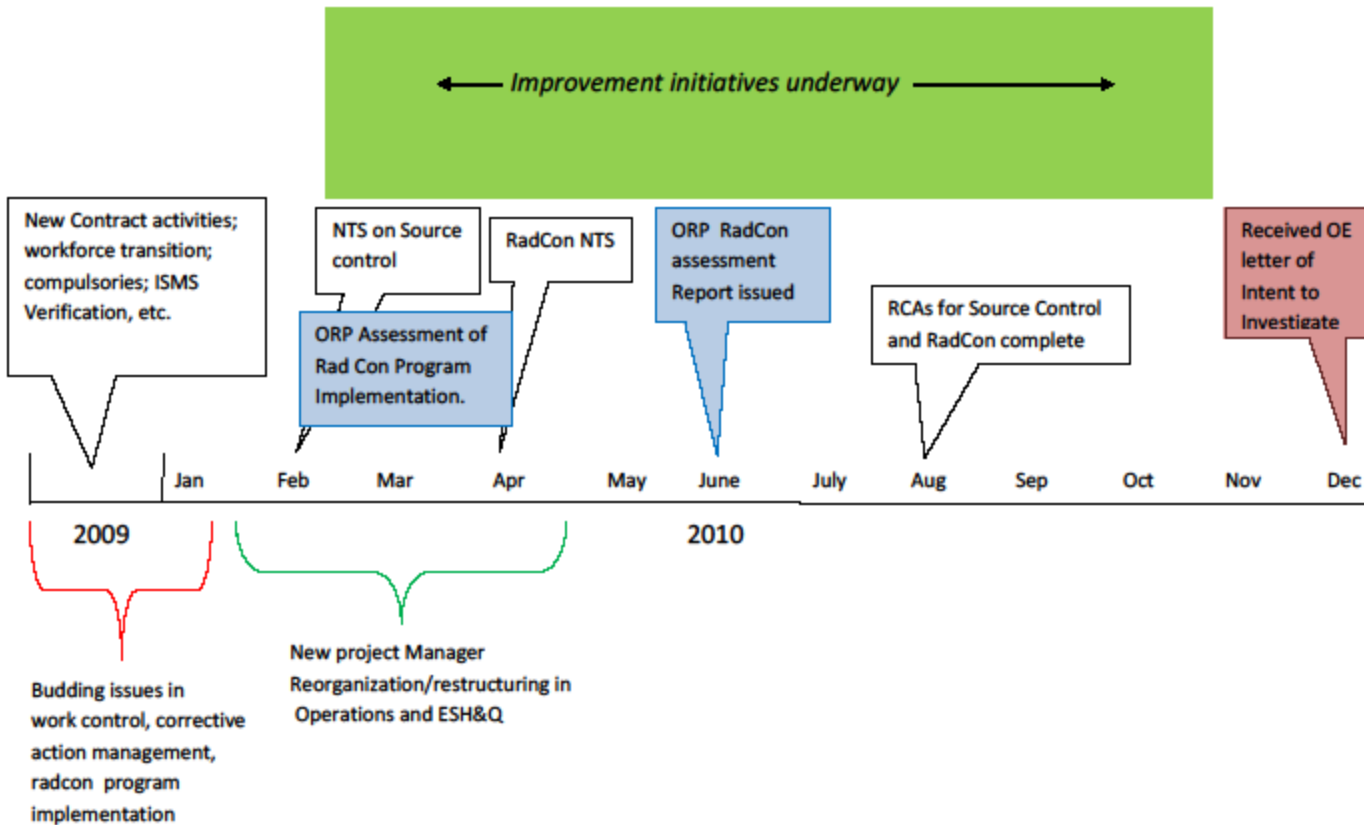 Improvement initiatives underway
New Contract activities;
workforce transition;
compulsories; ISMS
Verification, etc.
NTS on Source
control
ORP Assessment of
Rad Con Program
Implementation.
RadCon NTS
ORP RadCon
assessment
Report issued
RCAs for Source Control
and RadCon complete
Received OE
letter of
Intent to
Investigate
Jan Feb Mar Apr May June July Aug Sep Oct Nov Dec
2009 2010
Budding issues in
work control, corrective
action management,
radcon program
implementation
New project Manager
Reorganization/restructuring in
Operations and ESH&Q